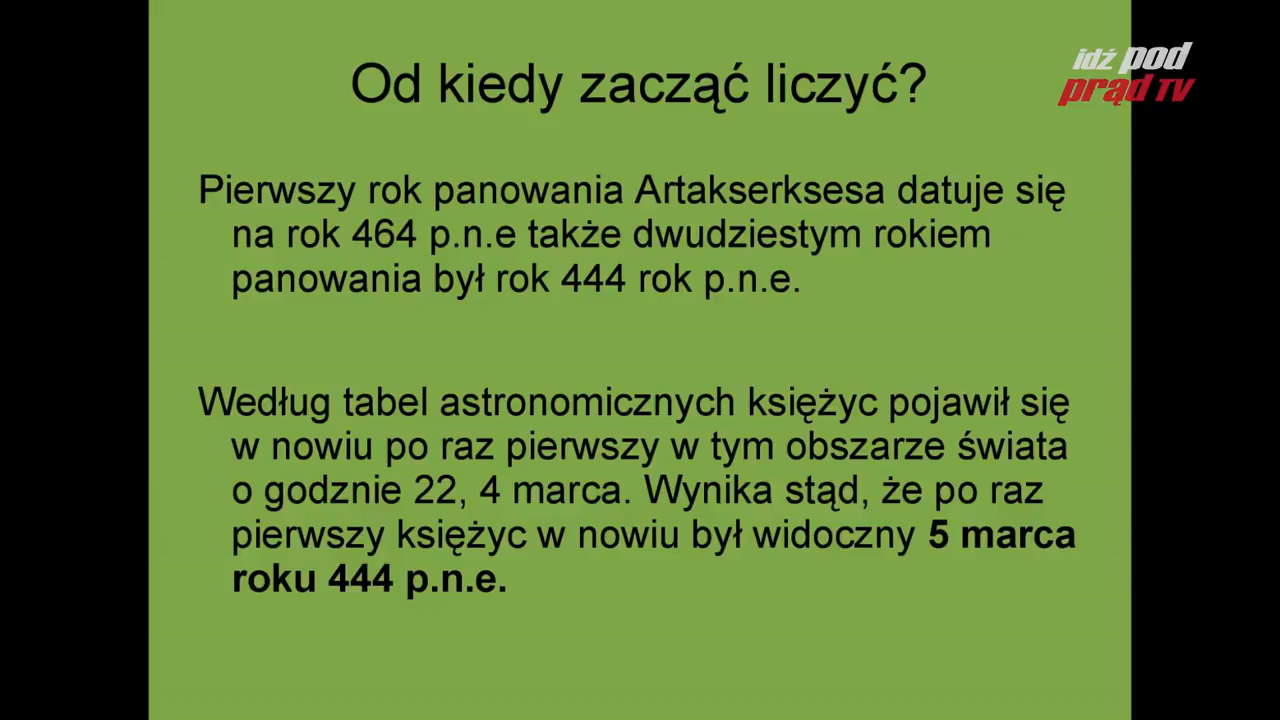 Od kiedy zacząć liczyć?
idź pod
prąd TV
Pierwszy rok panowania Artakserksesa datuje się
na rok 464 p.n.e także dwudziestym rokiem
panowania był rok 444 rok p.n.e.
Według tabel astronomicznych księżyc pojawił się
w nowiu po raz pierwszy w tym obszarze świata
o godznie 22, 4 marca. Wynika stąd, że po raz
pierwszy księżyc w nowiu był widoczny 5 marca
roku 444 p.n.e.